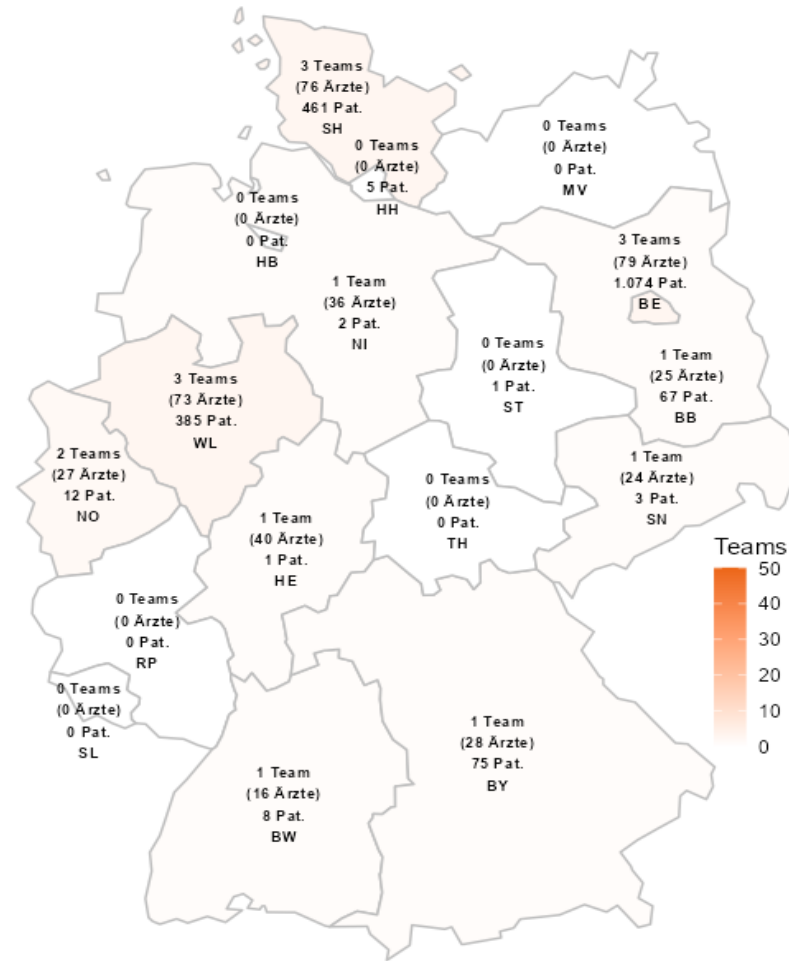 3 Teams
(76 Ärzte)
461 Pat.
SH
0 Teams
(0 Ärzte)
5 Pat.
HH
0 Teams
(0 Ärzte)
0 Pat.
MV
0 Teams
(0 Ärzte)
0 Pat.
HB
3 Teams
(79 Ärzte)
1.074 Pat.
BE
1 Team
(36 Ärzte)
2 Pat.
NI
0 Teams
(0 Ärzte)
1 Pat.
ST
1 Team
(25 Ärzte)
67 Pat.
BB
3 Teams
(73 Ärzte)
385 Pat.
WL
2 Teams
(27 Ärzte)
12 Pat.
NO
1 Team
(24 Ärzte)
3 Pat.
SN
0 Teams
(0 Ärzte)
0 Pat.
TH
1 Team
(40 Ärzte)
1 Pat.
HE
Teams
50
40
30
20
10
0
0 Teams
(0 Ärzte)
0 Pat.
RP
0 Teams
(0 Ärzte)
0 Pat.
SL
1 Team
(28 Ärzte)
75 Pat.
BY
1 Team
(16 Ärzte)
8 Pat.
BW